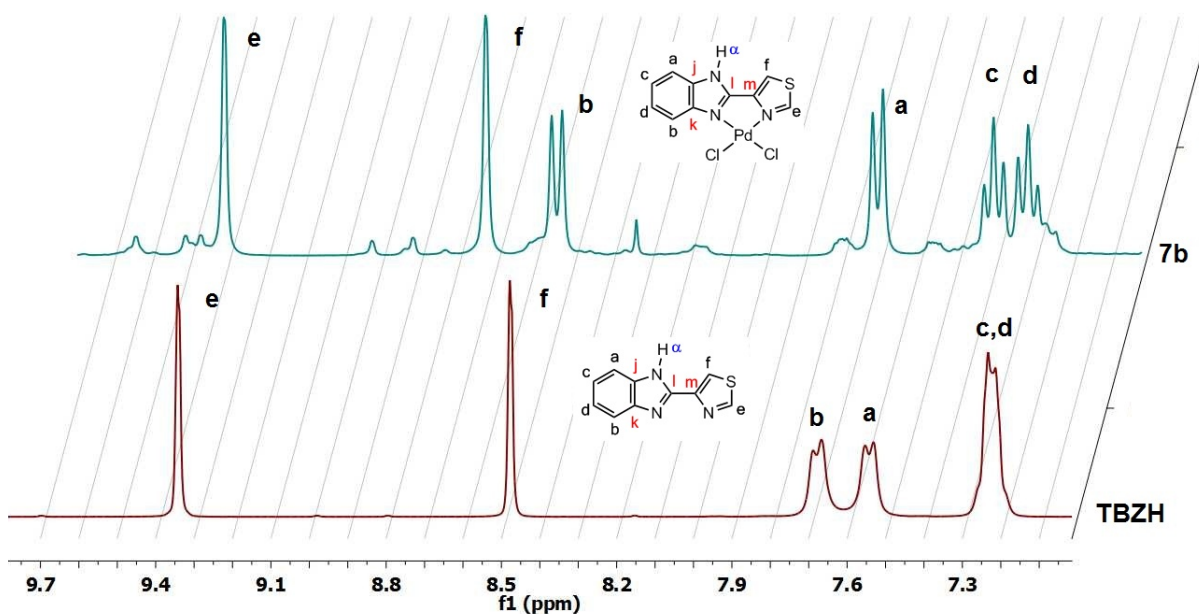 e
f
b
a
c
d
H α
a
j
N
f
S
c
l
m
d
k
N
N
e
b
Pd
Cl
Cl
7b
e
f
c,d
b
a
H α
a
j
N
f
S
c
l
m
d
k
N
N
e
b
TBZH
9.7 9.4 9.1 8.8 8.5 8.2 7.9 7.6 7.3
f1 (ppm)